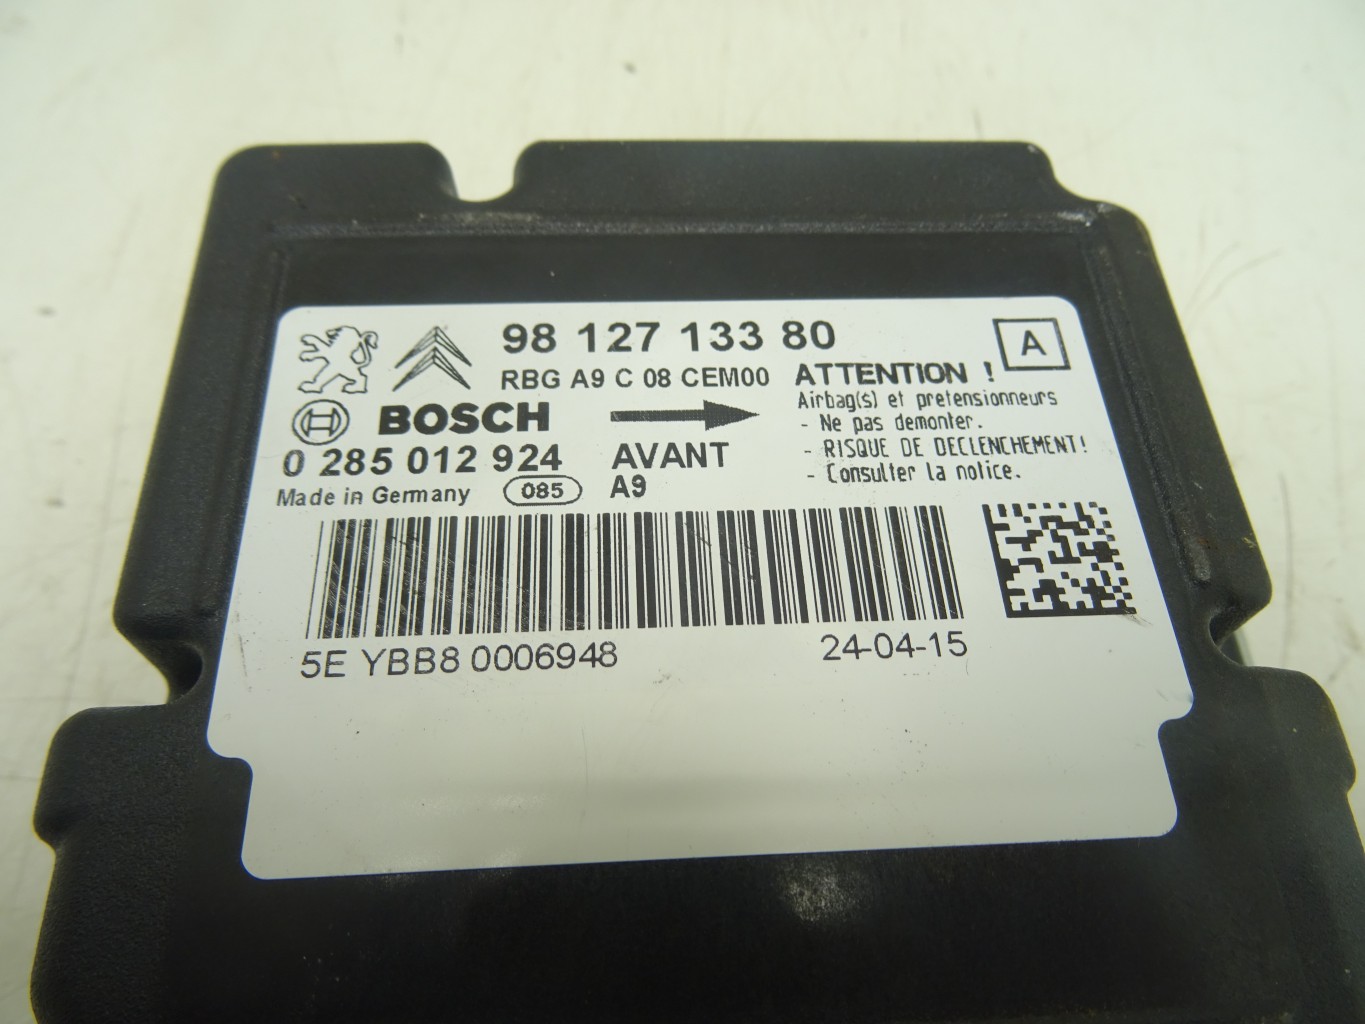 98 127 133 80
A
RBG A9 C 08 CEM00
ATTENTION !
Airbag(s) et pretensionneurs
- Ne pas demonter.
- RISQUE DE DECLENCHEMENT!
- Consulter la notice.
BOSCH
0 285 012 924
AVANT
Made in Germany
085
A9
5E YBB8 0006948
24-04-15